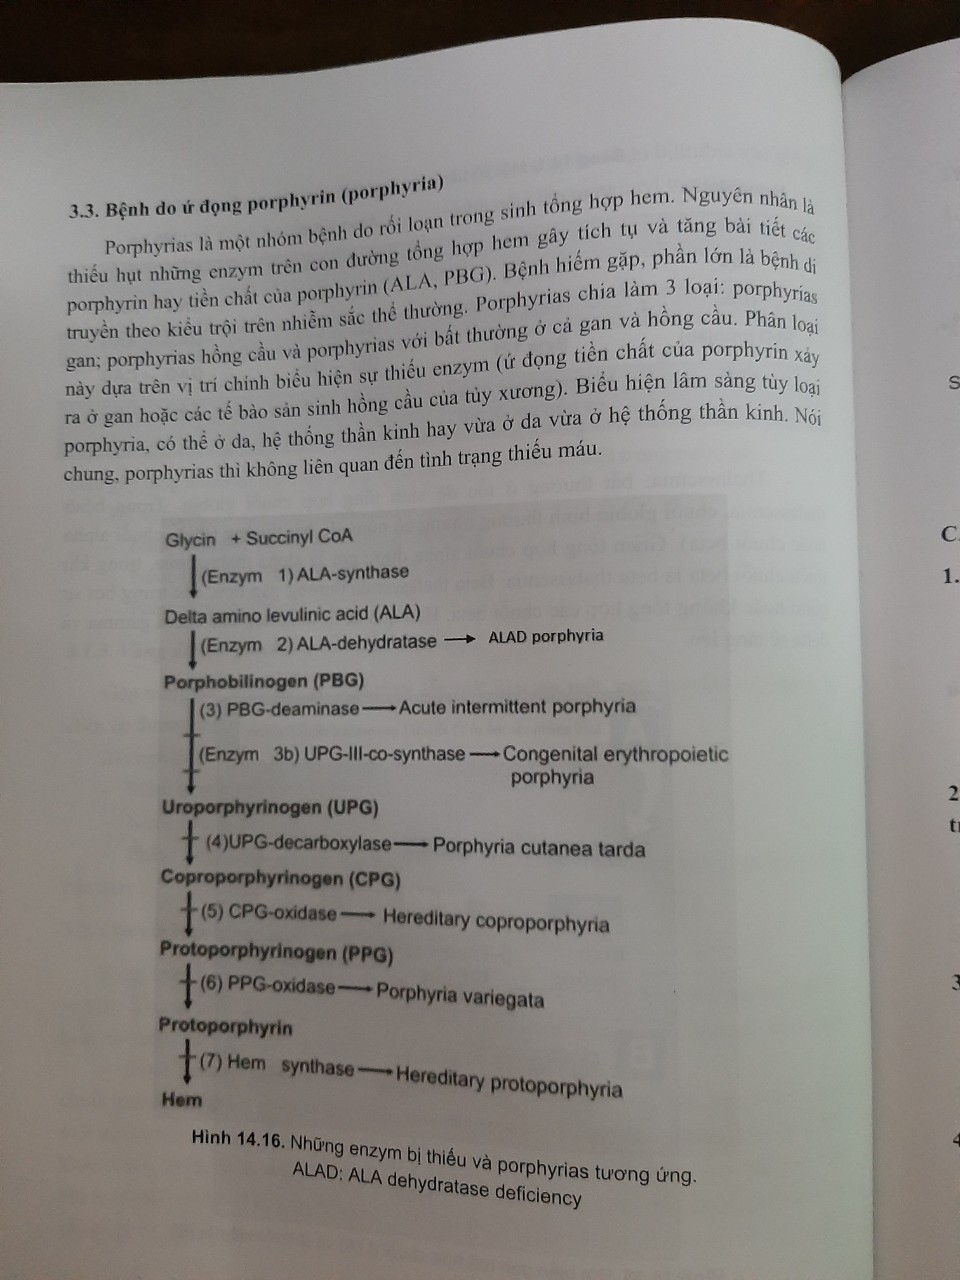 3.3. Bệnh do ứ đọng porphyrin (porphyria)
Porphyrias là một nhóm bệnh do rối loạn trong sinh tổng hợp hem. Nguyên nhân là
thiếu hụt những enzym trên con đường tổng hợp hem gây tích tụ và tăng bài tiết các
porphyrin hay tiền chất của porphyrin (ALA, PBG). Bệnh hiếm gặp, phần lớn là bệnh di
truyền theo kiểu trội trên nhiễm sắc thể thường. Porphyrias chia làm 3 loại: porphyrias
gan; porphyrias hồng cầu và porphyrias với bất thường ở cả gan và hồng cầu. Phân loại
này dựa trên vị trí chính biểu hiện sự thiếu enzym (ứ đọng tiền chất của porphyrin xảy
ra ở gan hoặc các tế bào sản sinh hồng cầu của tủy xương). Biểu hiện lâm sàng tùy loại
porphyria, có thể ở da, hệ thống thần kinh hay vừa ở da vừa ở hệ thống thần kinh. Nói
chung, porphyrias thì không liên quan đến tình trạng thiếu máu.
Glycin + Succinyl CoA
(Enzym 1) ALA-synthase
Delta amino levulinic acid (ALA)
(Enzym 2) ALA-dehydratase → ALAD porphyria
Porphobilinogen (PBG)
(3) PBG-deaminase → Acute intermittent porphyria
(Enzym 3b) UPG-III-co-synthase → Congenital erythropoietic
porphyria
Uroporphyrinogen (UPG)
(4)UPG-decarboxylase → Porphyria cutanea tarda
Coproporphyrinogen (CPG)
(5) CPG-oxidase → Hereditary coproporphyria
Protoporphyrinogen (PPG)
(6) PPG-oxidase → Porphyria variegata
Protoporphyrin
(7) Hem synthase → Hereditary protoporphyria
Hem
Hình 14.16. Những enzym bị thiếu và porphyrias tương ứng.
ALAD: ALA dehydratase deficiency
S
C
1.
2
3
4